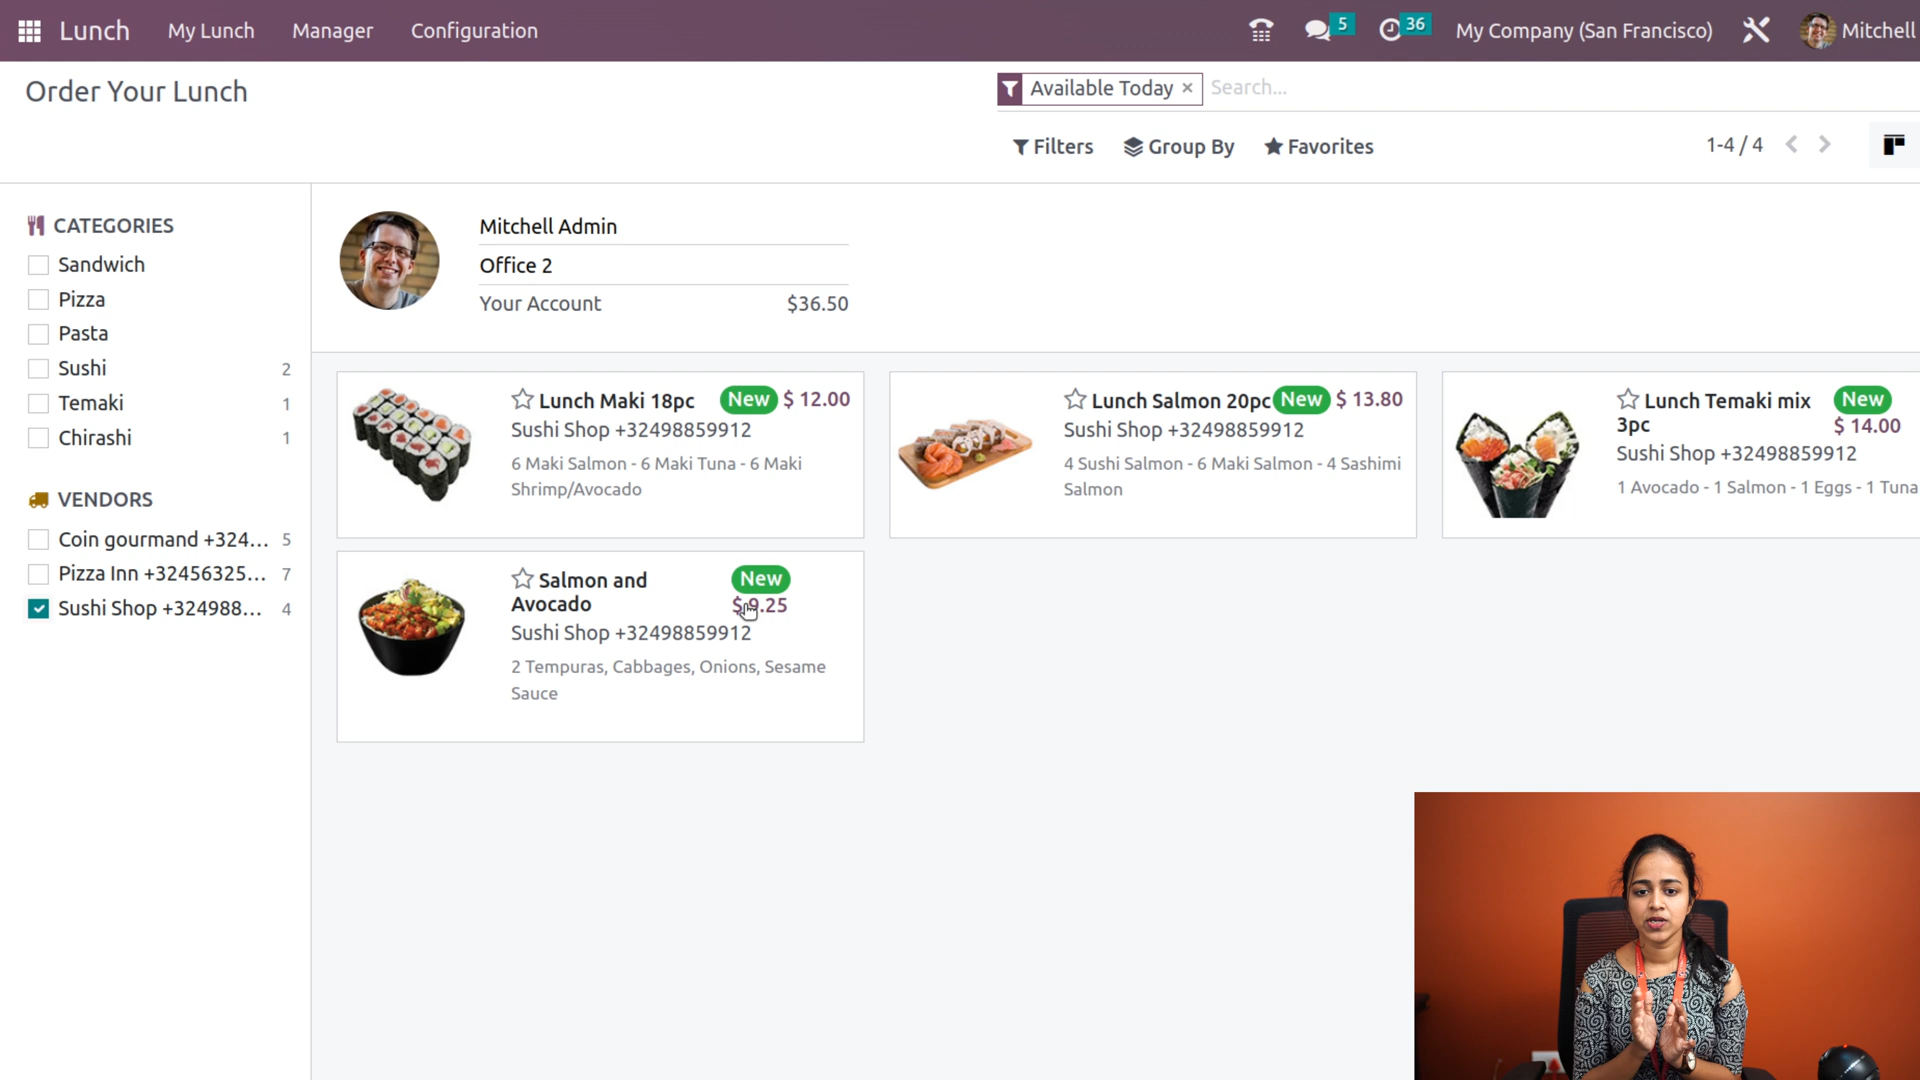 Lunch My Lunch Manager Configuration 5 36 My Company (San Francisco) Mitchell
Order Your Lunch
Available Today × Search...
Filters Group By Favorites 1-4 / 4
CATEGORIES
Sandwich
Pizza
Pasta
Sushi 2
Temaki 1
Chirashi 1
VENDORS
Coin gourmand +324... 5
Pizza Inn +32456325... 7
Sushi Shop +324988... 4
Mitchell Admin
Office 2
Your Account $36.50
Lunch Maki 18pc New $ 12.00
Sushi Shop +32498859912
6 Maki Salmon - 6 Maki Tuna - 6 Maki
Shrimp/Avocado
Lunch Salmon 20pc New $ 13.80
Sushi Shop +32498859912
4 Sushi Salmon - 6 Maki Salmon - 4 Sashimi
Salmon
Lunch Temaki mix New
3pc $ 14.00
Sushi Shop +32498859912
1 Avocado - 1 Salmon - 1 Eggs - 1 Tuna
Salmon and New
Avocado $ 9.25
Sushi Shop +32498859912
2 Tempuras, Cabbages, Onions, Sesame
Sauce